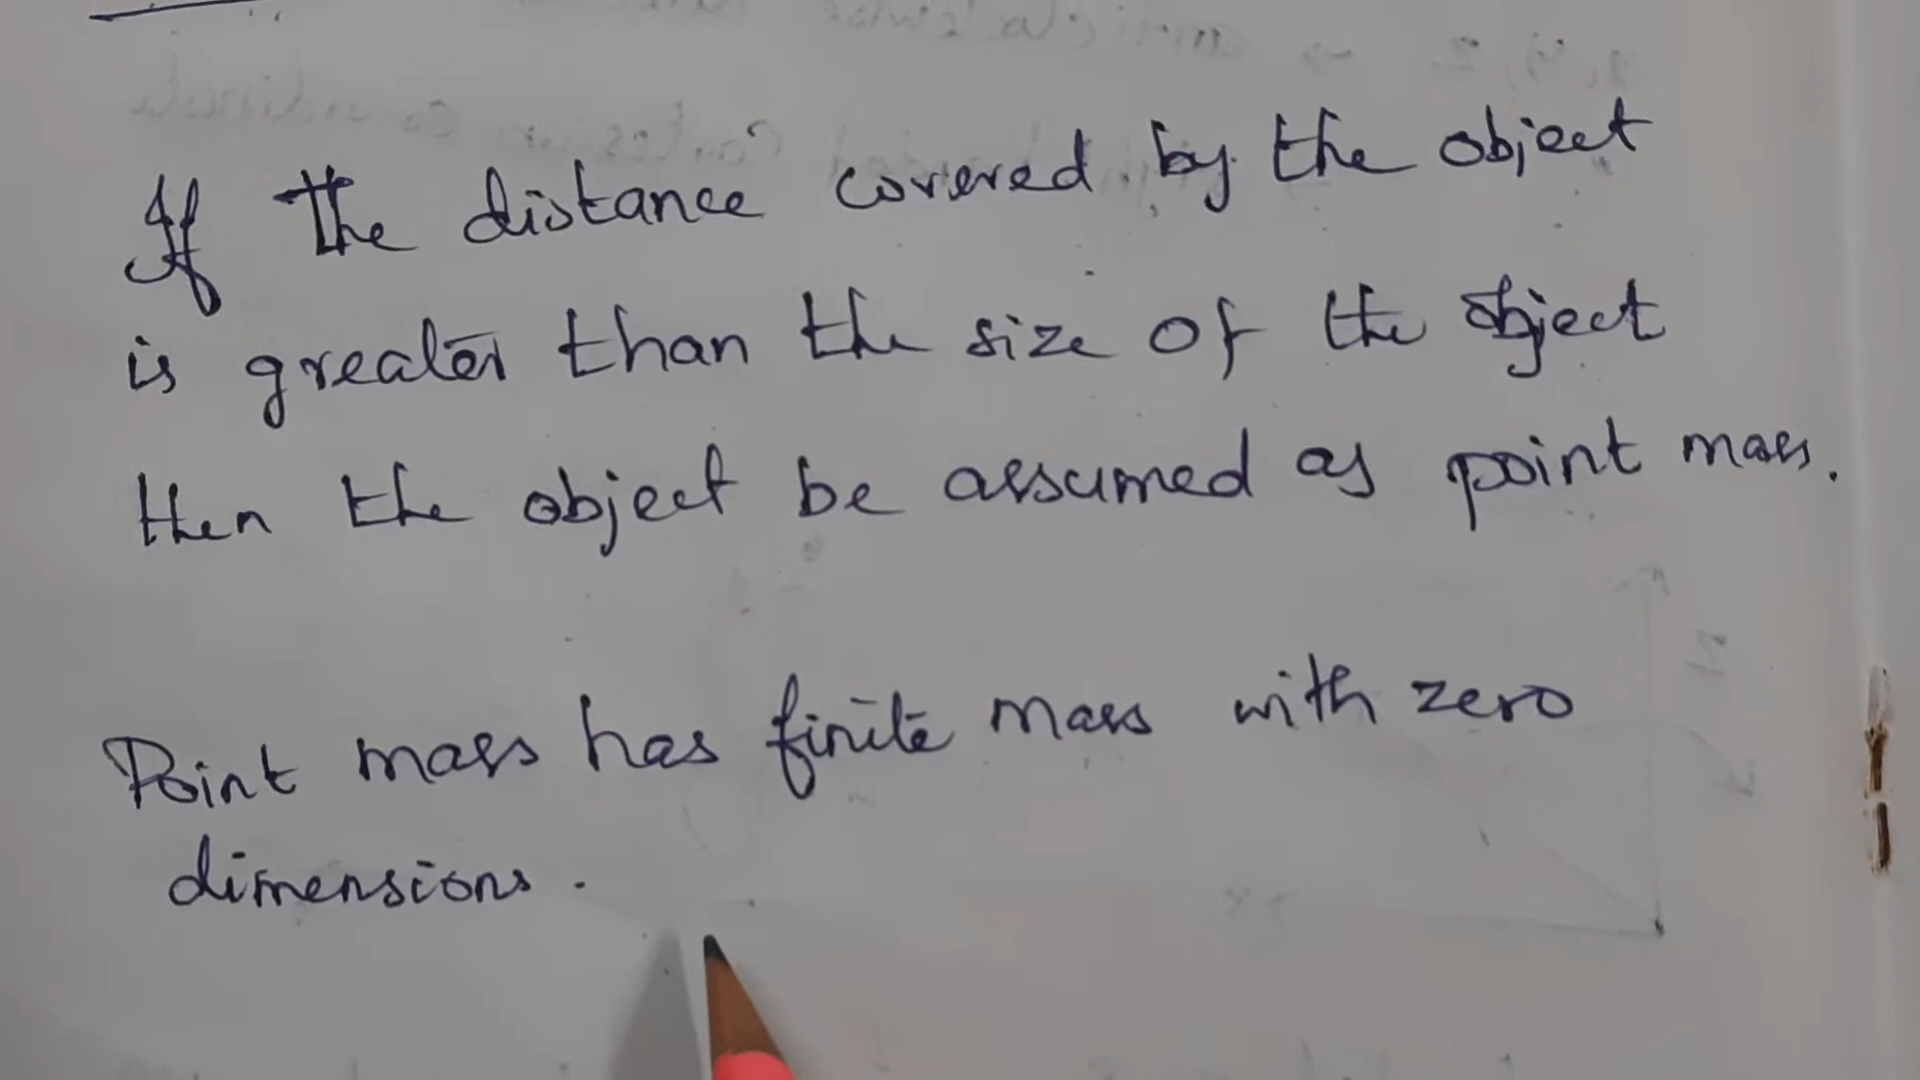 If the distance covered by the object
is greater than the size of the object
then the object be assumed as point mass.
Point mass has finite mass with zero
dimensions.